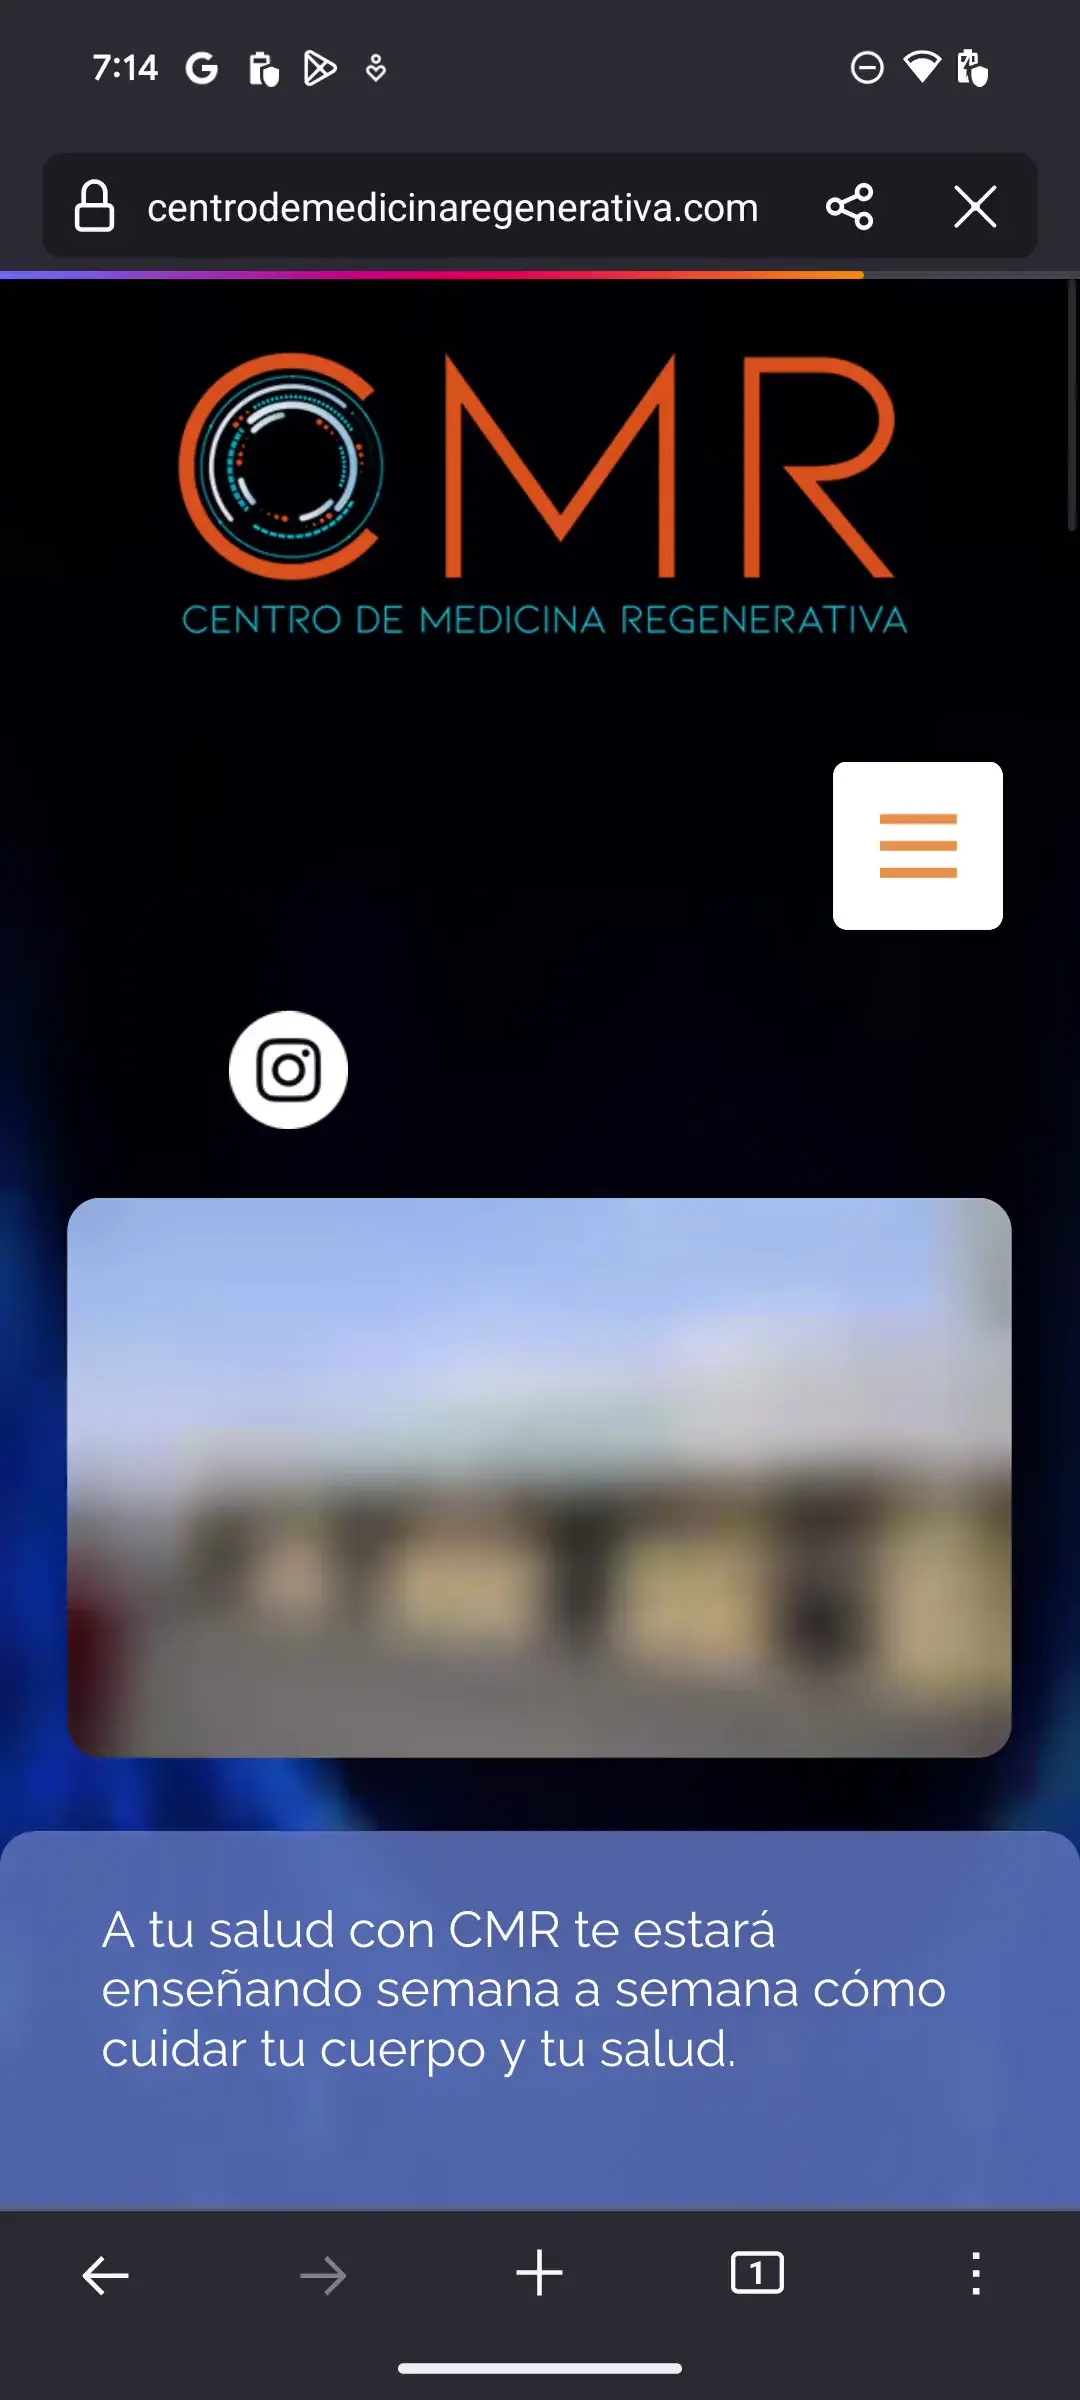 7:14
centrodemedicinaregenerativa.com
CMR
CENTRO DE MEDICINA REGENERATIVA
A tu salud con CMR te estará
enseñando semana a semana cómo
cuidar tu cuerpo y tu salud.
1